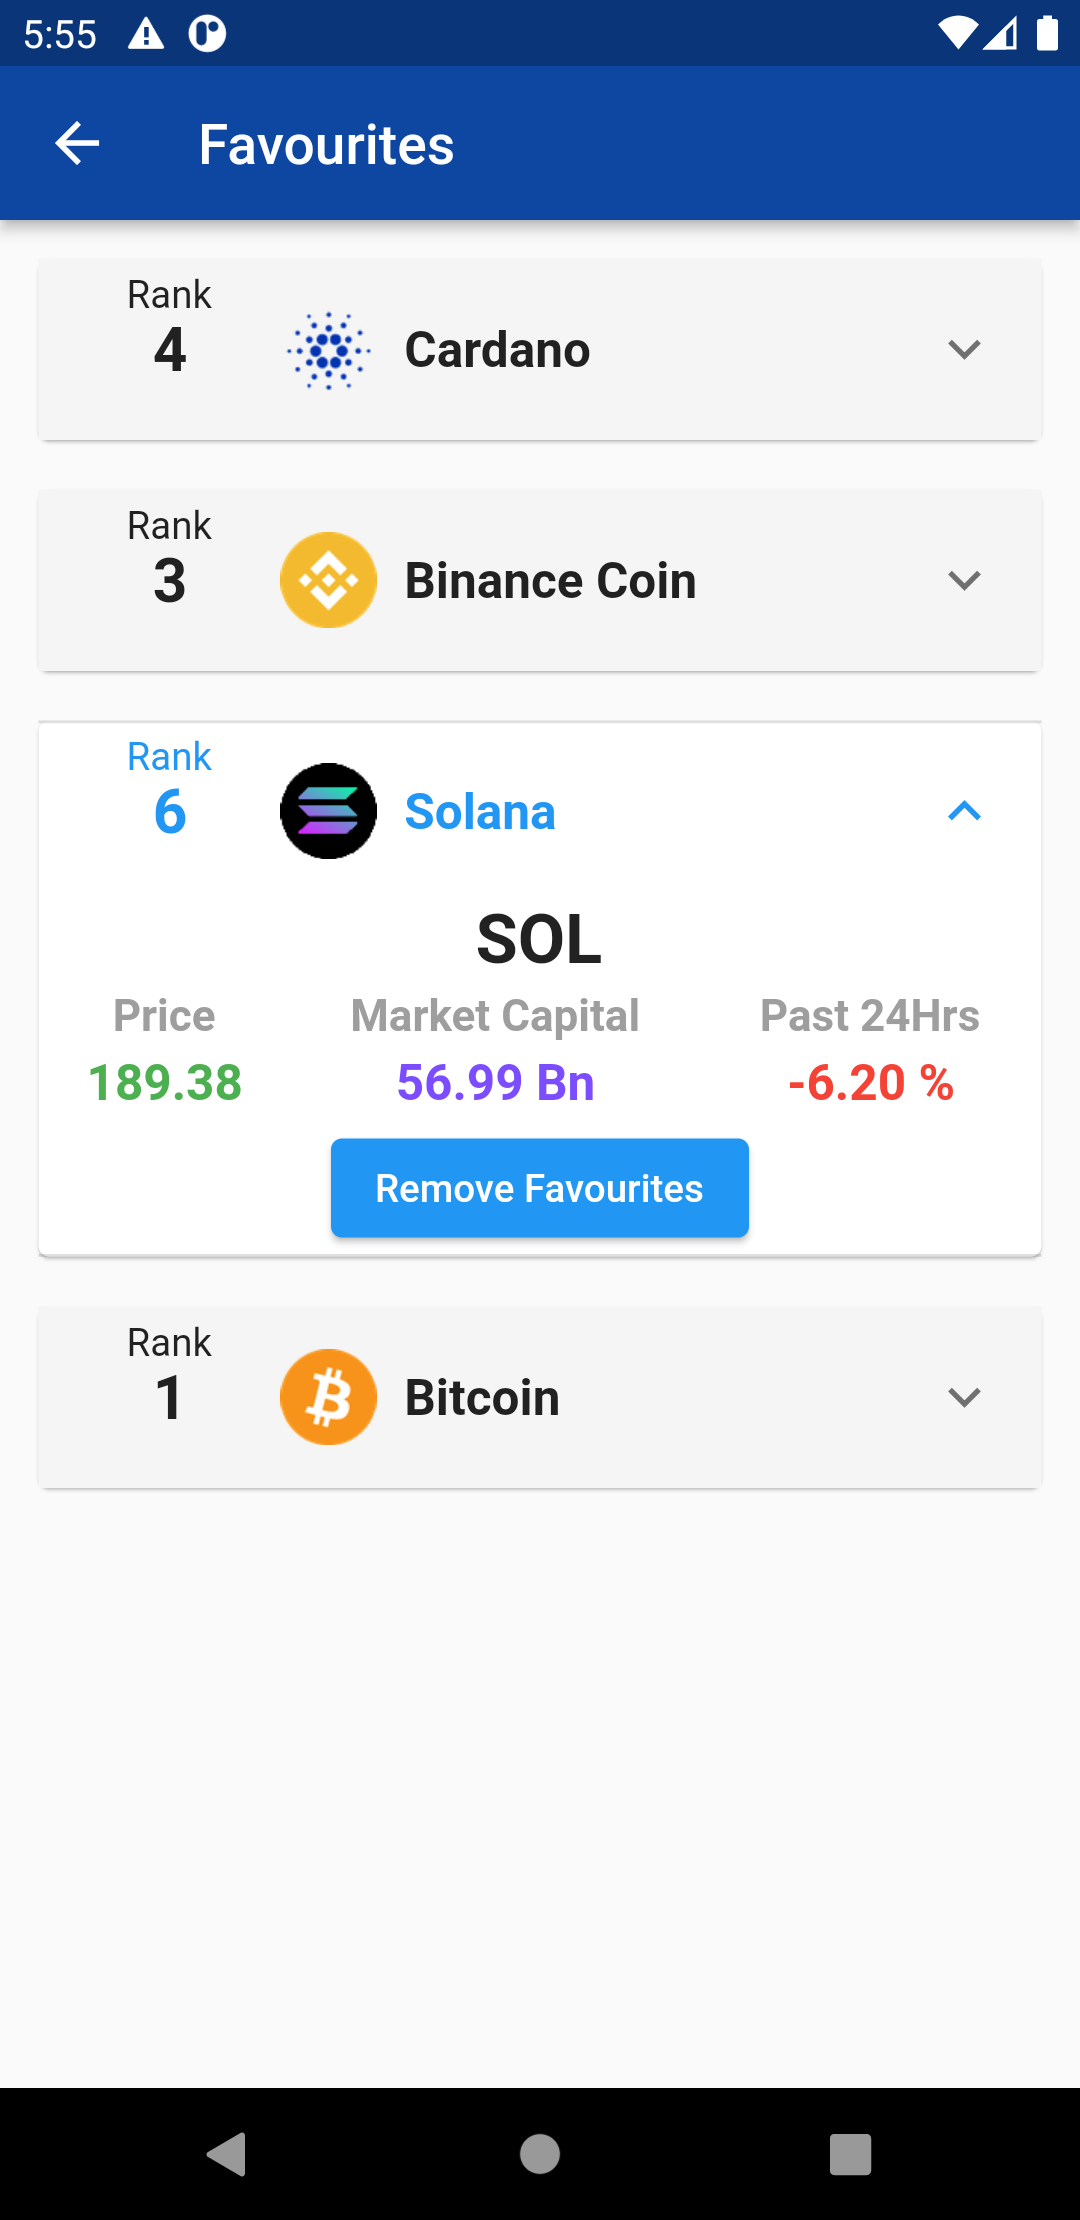 5:55
Favourites
Rank
4
Cardano
Rank
3
Binance Coin
Rank
6
Solana
SOL
Price Market Capital Past 24Hrs
189.38 56.99 Bn -6.20 %
Remove Favourites
Rank
1
Bitcoin